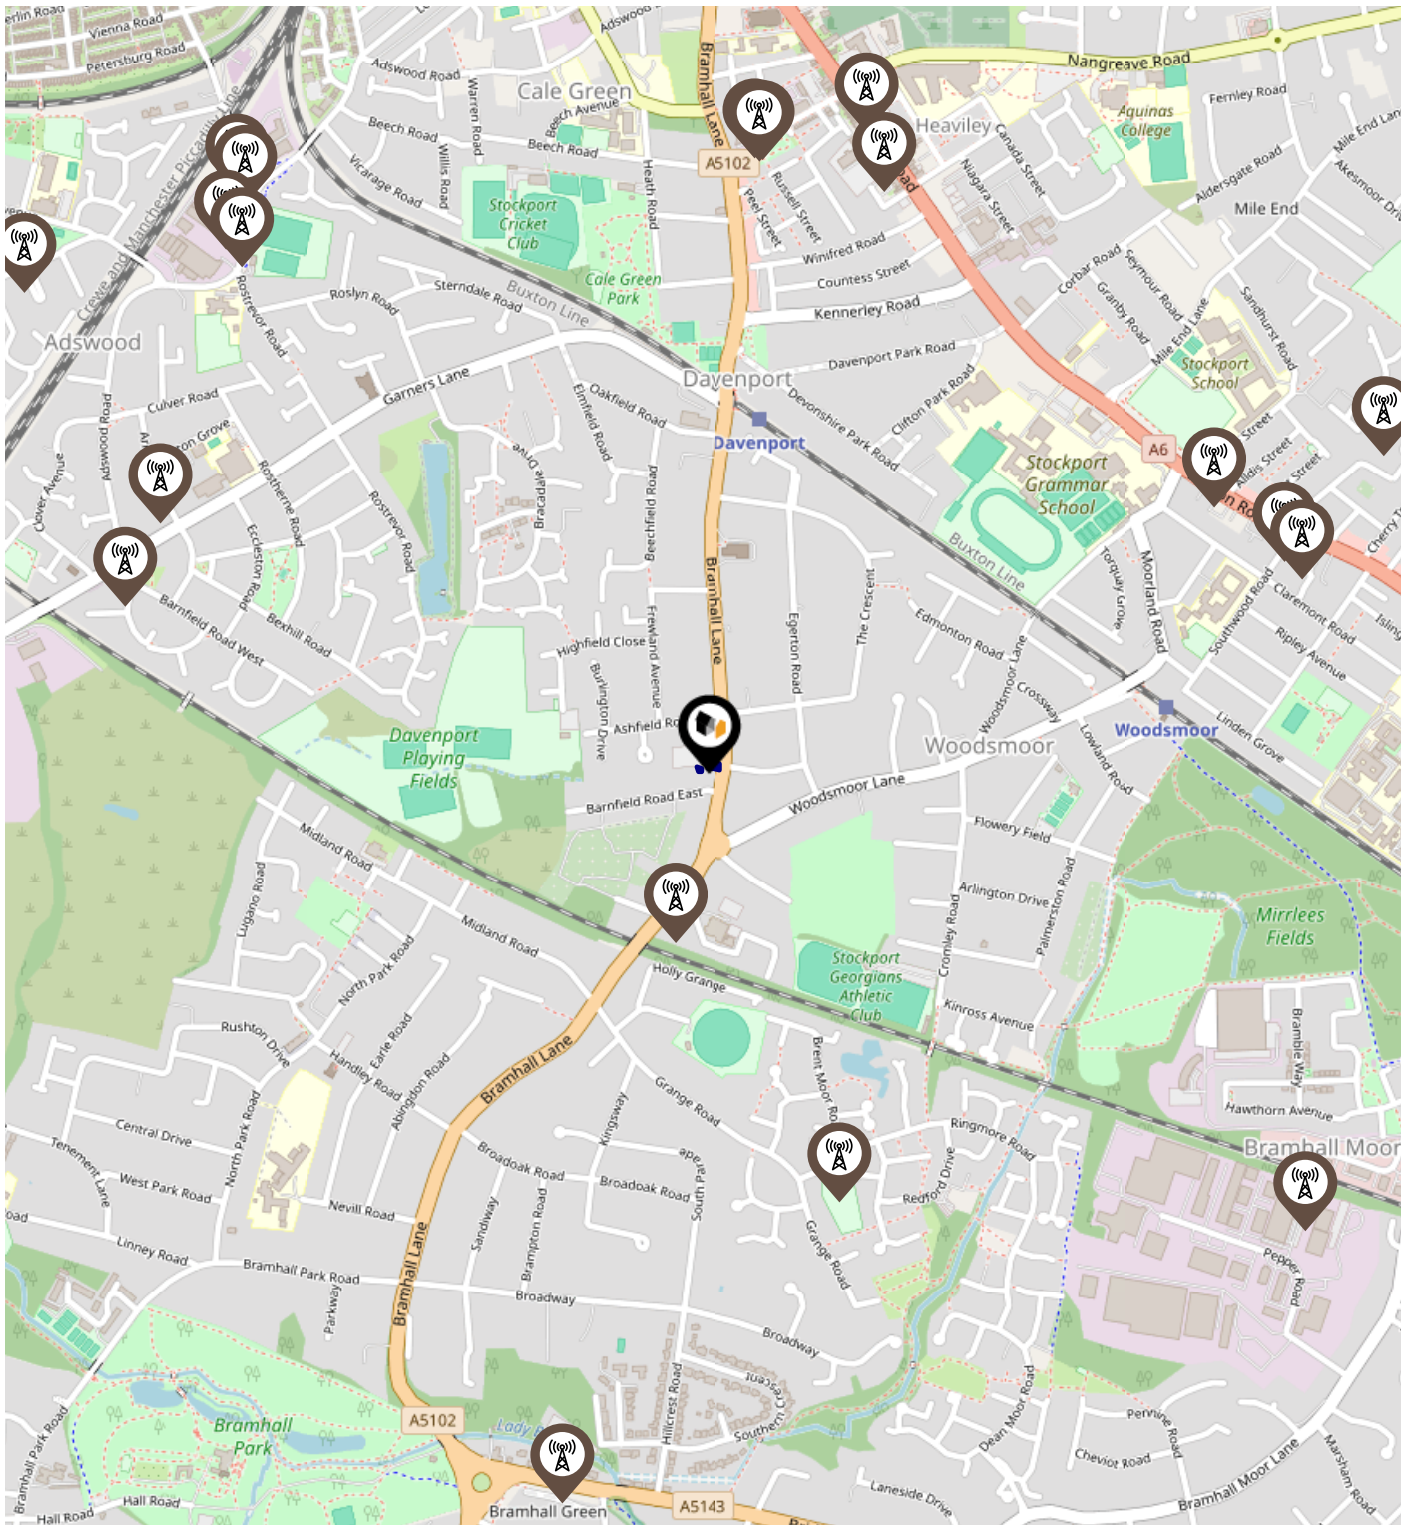 Vienna Road
Petersburg Road
Adswood Road
Warren Road
Cale Green
Beech Avenue
Bramhall Lane
Nangreave Road
Fernley Road
Aquinas
College
Heaviley
Canada Street
Mile End Lane
Beech Road
Beech Road
Willis Road
Vicarage Road
Heath Road
A5102
Russell Street
Peel Street
Niagara Street
Aldersgate Road
Mile End
Crewe and Manchester Piccadilly Line
Stockport
Cricket
Club
Winifred Road
Countess Street
Kennerley Road
Corbar Road
Seymour Road
Granby Road
Mile End Lane
Sandhurst Road
Cale Green
Park
Buxton Line
Sterndale Road
Roslyn Road
Rostrevor Road
Adswood
Davenport Park Road
Stockport
School
Davenport
Garners Lane
Culver Road
Oakfield Road
Elmfield Road
Devonshire Park Road
Clifton Park Road
Davenport
A6
Aldis Street
Street
Street
Adswood Road
Clover Avenue
Rostherne Road
Rostrevor Road
Bracadale Drive
Beechfield Road
Stockport
Grammar
School
Buxton Line
Eccleston Road
Bramhall Lane
The Crescent
Torquay Grove
Moorland Road
Southwood Road
Claremont Road
Ripley Avenue
Barnfield Road West
Bexhill Road
Highfield Close
Frewland Avenue
Burlington Drive
Egerton Road
Edmonton Road
Woodsmoor Lane
Crossway
Linden Grove
Davenport
Playing
Fields
Woodsmoor
Woodsmoor
Lowland Road
Barnfield Road East
Woodsmoor Lane
Flowery Field
Midland Road
Lugano Road
Arlington Drive
Palmerston Road
Cromley Road
Mirrlees
Fields
Midland Road
North Park Road
Holly Grange
Stockport
Georgians
Athletic
Club
Kinross Avenue
Rushton Drive
Earle Road
Handley Road
Abingdon Road
Bramhall Lane
Kingsway
Grange Road
Bramble Way
Hawthorn Avenue
Central Drive
Tenement Lane
West Park Road
North Park Road
Broadoak Road
Broadoak Road
South Parade
Ringmore Road
Redford Drive
Bramhall Moor
Nevill Road
Linney Road
Sandiway
Brampton Road
Grange Road
Pepper Road
Bramhall Park Road
Parkway
Bramhall Lane
Broadway
Broadway
Hillcrest Road
Southern Crescent
Dean Moor Road
Pennine Road
Cheviot Road
Bramhall Park Road
Bramhall
Park
A5102
Hall Road
Hall Road
Bramhall Green
A5143
Laneside Drive
Bramhall Moor Lane
Marsham Road